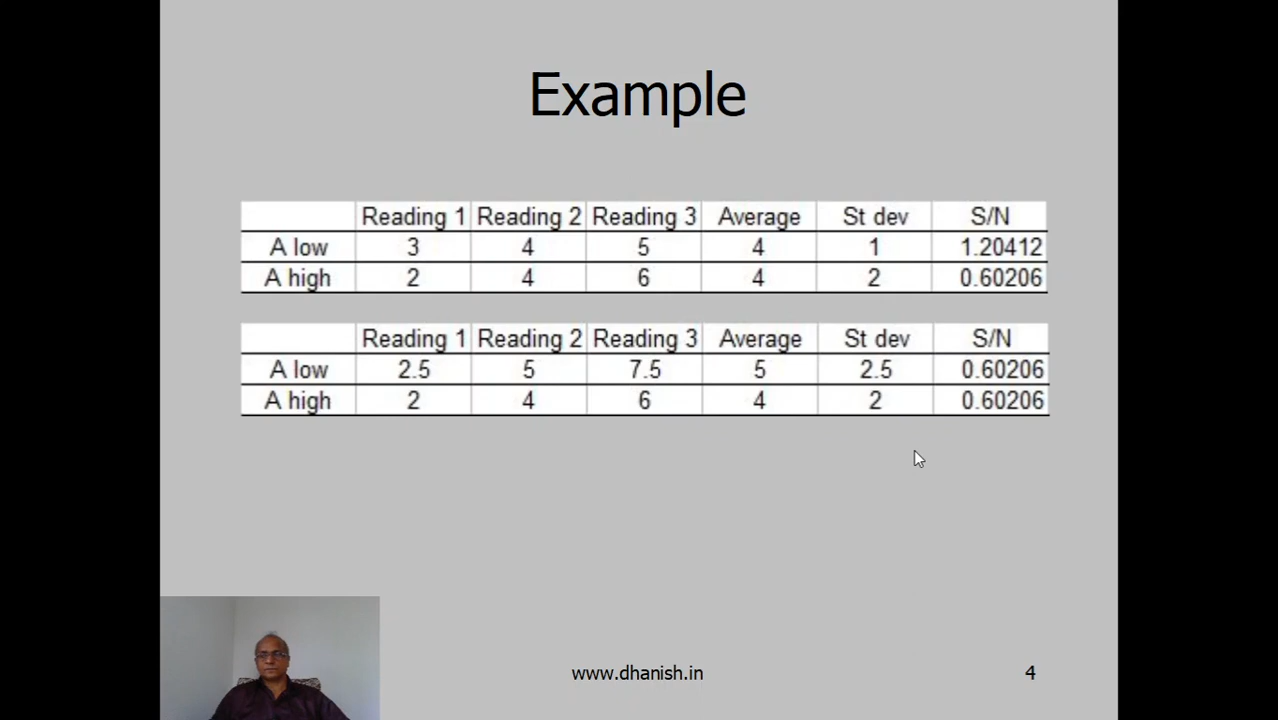 Example
Reading 1 Reading 2 Reading 3 Average St dev S/N
A low 3 4 5 4 1 1.20412
A high 2 4 6 4 2 0.60206
Reading 1 Reading 2 Reading 3 Average St dev S/N
A low 2.5 5 7.5 5 2.5 0.60206
A high 2 4 6 4 2 0.60206
www.dhanish.in 4